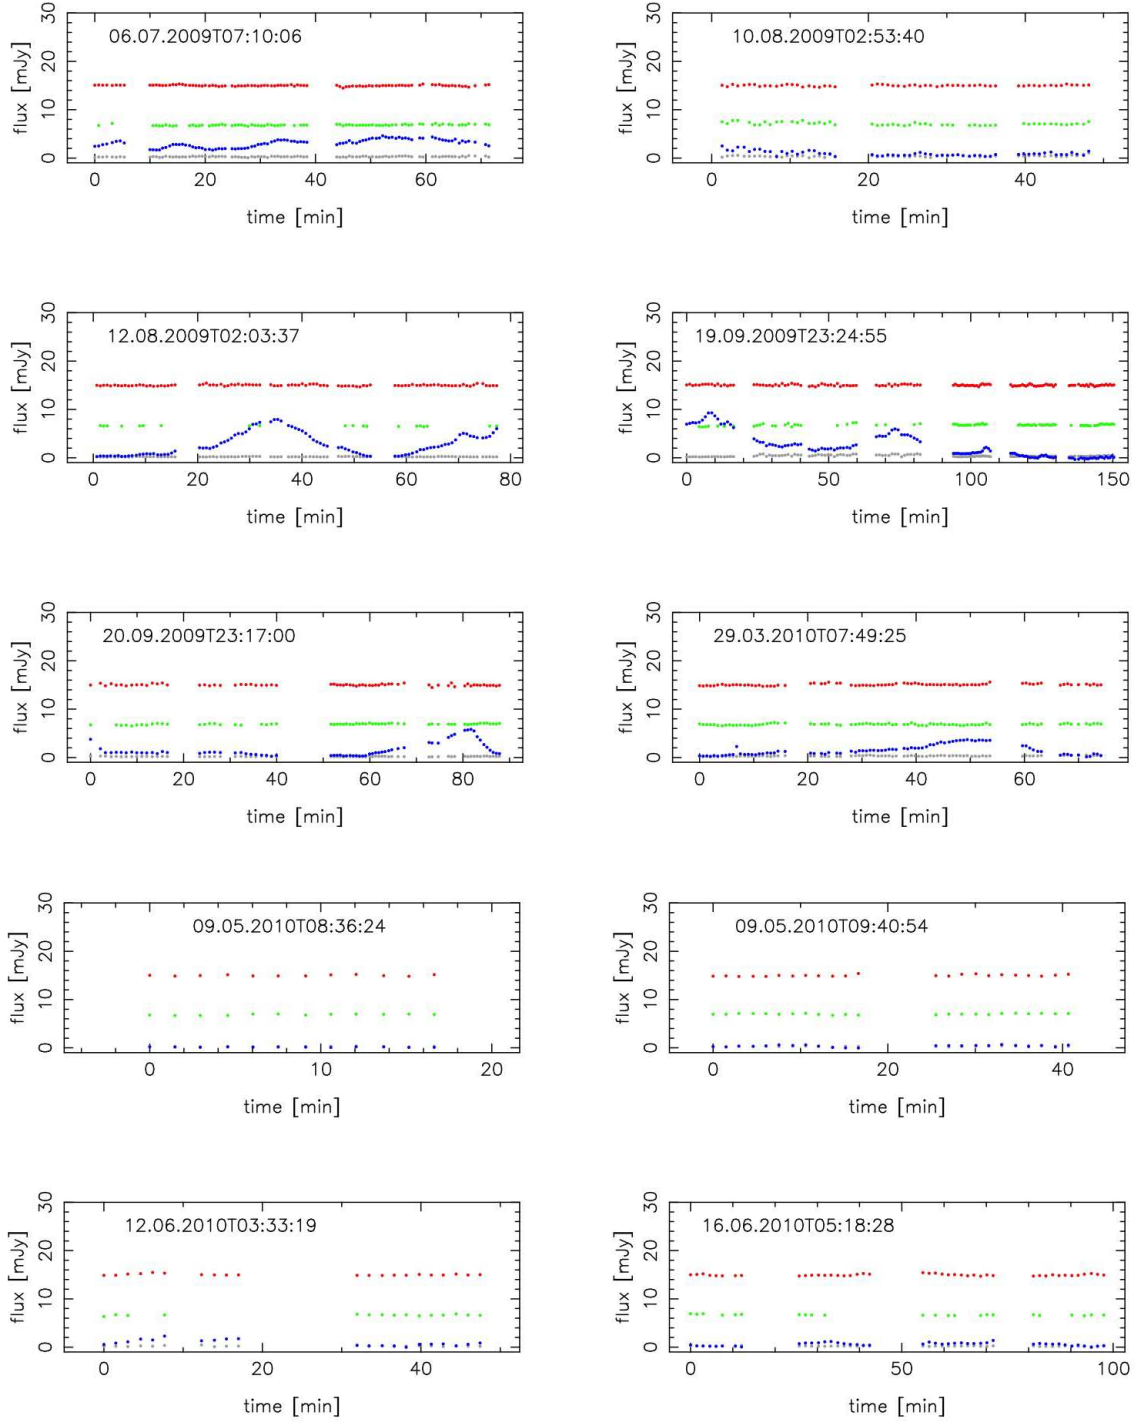 06.07.2009T07:10:06
flux [mJy]
0 10 20 30
0 20 40 60
time [min]
10.08.2009T02:53:40
flux [mJy]
0 10 20 30
0 20 40
time [min]
12.08.2009T02:03:37
flux [mJy]
0 10 20 30
0 20 40 60 80
time [min]
19.09.2009T23:24:55
flux [mJy]
0 10 20 30
0 50 100 150
time [min]
20.09.2009T23:17:00
flux [mJy]
0 10 20 30
0 20 40 60 80
time [min]
29.03.2010T07:49:25
flux [mJy]
0 10 20 30
0 20 40 60
time [min]
09.05.2010T08:36:24
flux [mJy]
0 10 20 30
0 10 20
time [min]
09.05.2010T09:40:54
flux [mJy]
0 10 20 30
0 20 40
time [min]
12.06.2010T03:33:19
flux [mJy]
0 10 20 30
0 20 40
time [min]
16.06.2010T05:18:28
flux [mJy]
0 10 20 30
0 50 100
time [min]